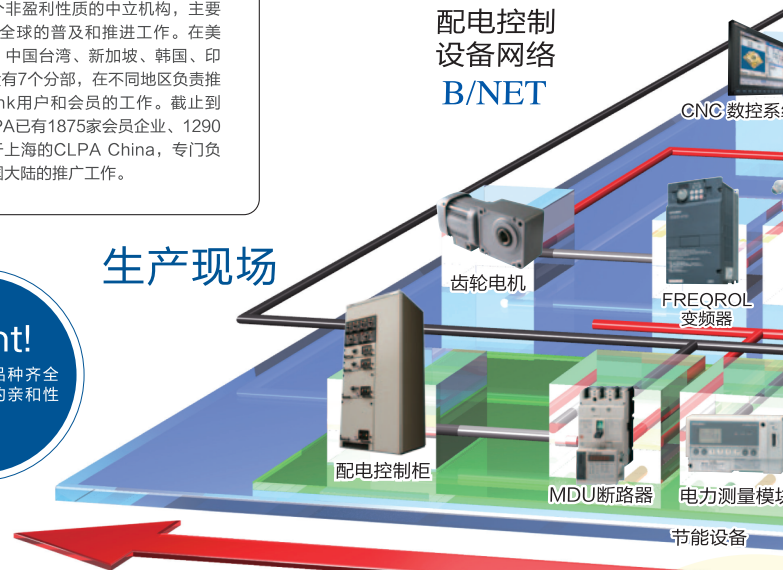 个非盈利性质的中立机构，主要
全球的普及和推进工作。在美
中国台湾、新加坡、韩国、印
有7个分部，在不同地区负责推
nk用户和会员的工作。截止到
PA已有1875家会员企业、1290
于上海的CLPA China，专门负
国大陆的推广工作。
配电控制
设备网络
B/NET
CNC 数控系统
生产现场
齿轮电机
FREQROL
变频器
nt!
品种齐全
的亲和性
配电控制柜
MDU断路器
电力测量模块
节能设备